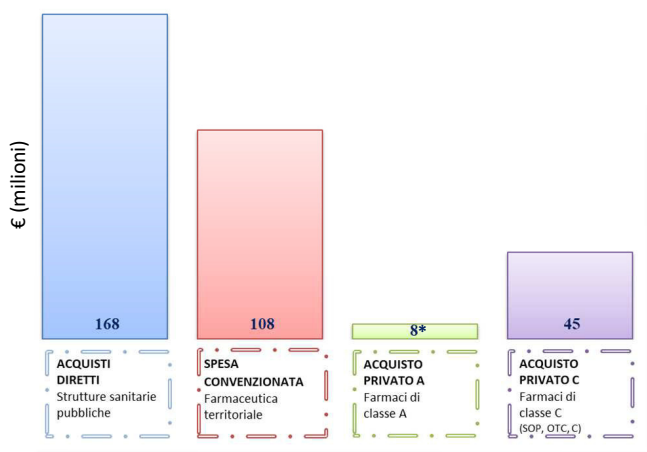 € (milioni)
168
108
8*
45
ACQUISTI
DIRETTI
Strutture sanitarie
pubbliche
SPESA
CONVENZIONATA
Farmaceutica
territoriale
ACQUISTO
PRIVATO A
Farmaci di
classe A
ACQUISTO
PRIVATO C
Farmaci di
classe C
(SOP, OTC, C)